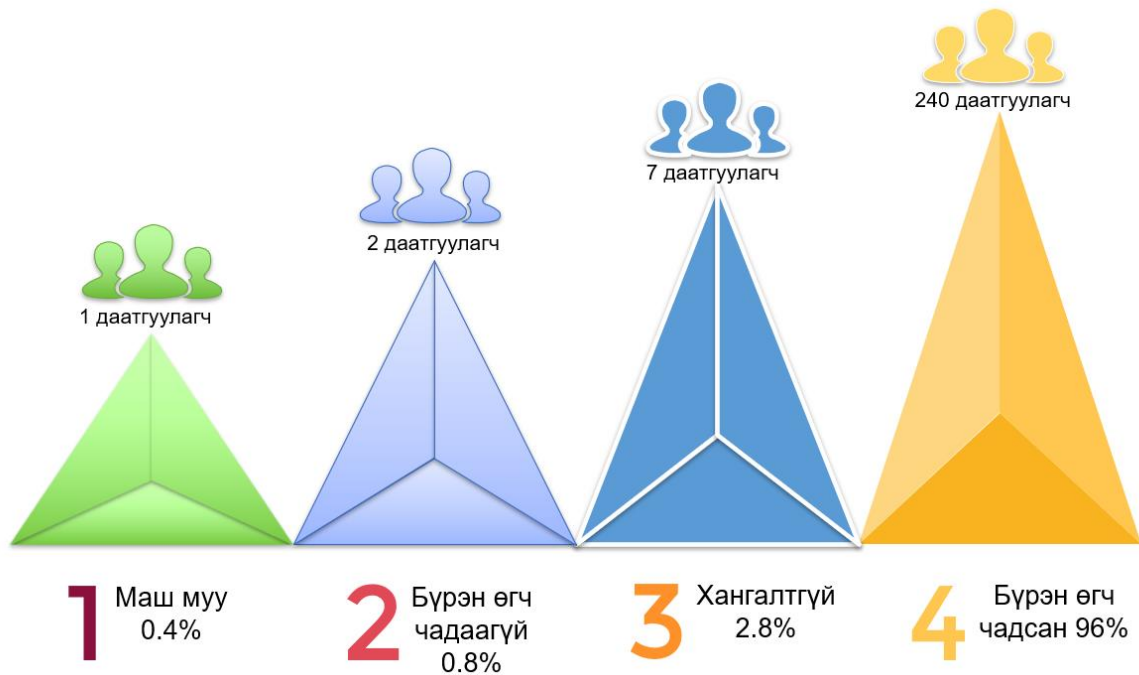 240 даатгуулагч
7 даатгуулагч
2 даатгуулагч
1 даатгуулагч
1 Маш муу
0.4%
2 Бүрэн өгч
чадаагүй
0.8%
3 Хангалтгүй
2.8%
4 Бүрэн өгч
чадсан 96%